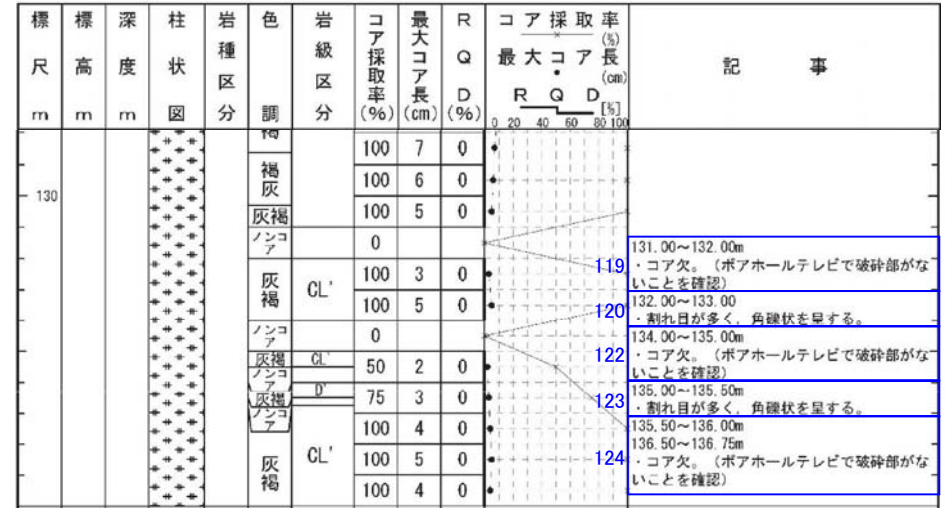 標尺m 標高m 深度m 柱状図 岩種区分 色調 岩級区分 コア採取率(%) 最大コア長(cm) RQD(%) コア採取率(%) 最大コア長(cm) RQD[%] 記事
0 20 40 60 80 100
100 7 0
褐灰 100 6 0
130
灰褐 100 5 0
ノンコア 0
131.00～132.00m
119 ・コア欠。（ボアホールテレビで破砕部がな
いことを確認）
灰褐 CL' 100 3 0
100 5 0
132.00～133.00
120 ・割れ目が多く，角礫状を呈する。
ノンコア 0
134.00～135.00m
122 ・コア欠。（ボアホールテレビで破砕部がな
いことを確認）
灰褐 CL' 50 2 0
ノンコア
135.00～135.50m
123 ・割れ目が多く，角礫状を呈する。
灰褐 D' 75 3 0
ノンコア
135.50～136.00m
136.50～136.75m
124 ・コア欠。（ボアホールテレビで破砕部がな
いことを確認）
100 4 0
灰褐 CL' 100 5 0
100 4 0